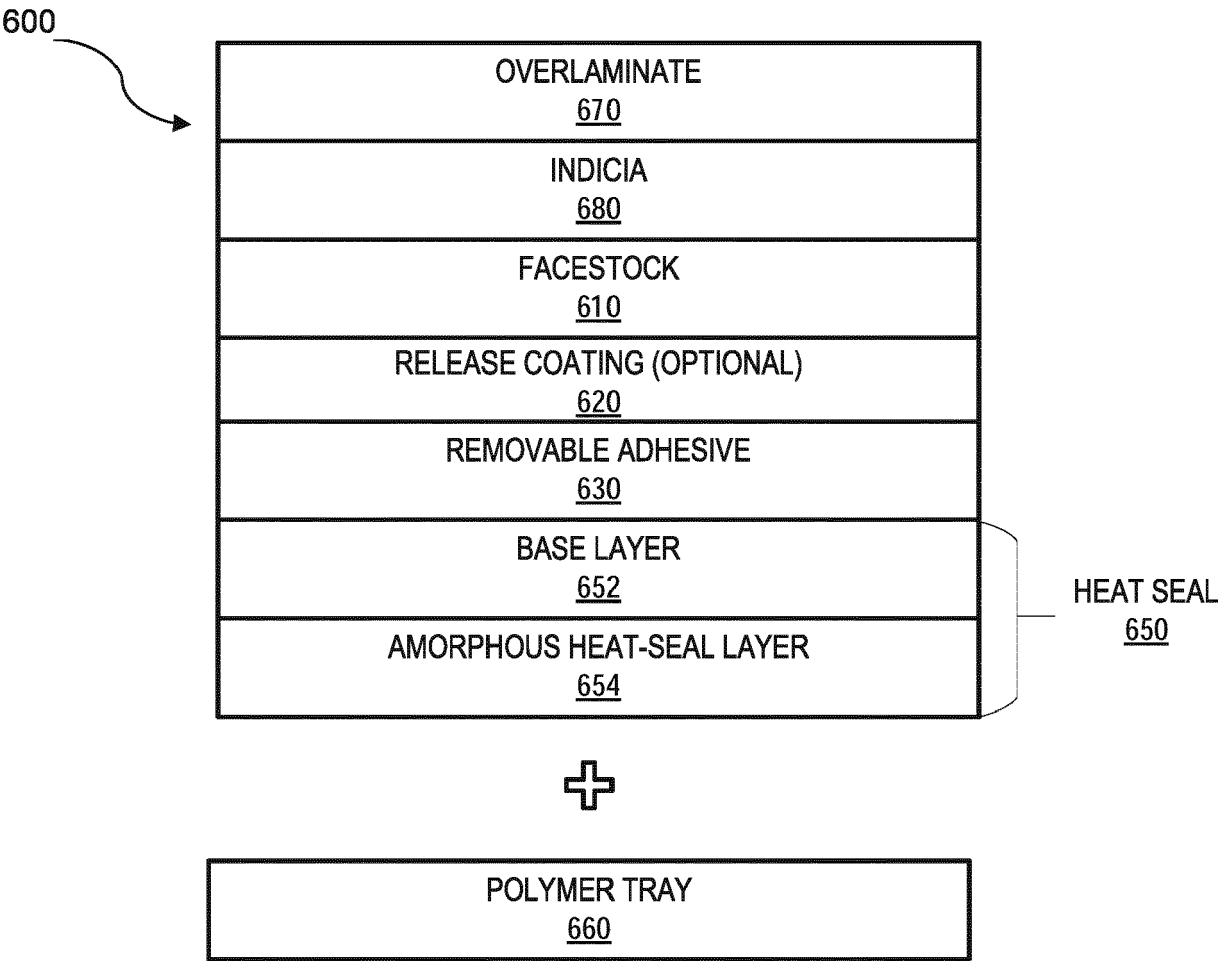 600
OVERLAMINATE
670
INDICIA
680
FACESTOCK
610
RELEASE COATING (OPTIONAL)
620
REMOVABLE ADHESIVE
630
BASE LAYER
652
AMORPHOUS HEAT-SEAL LAYER
654
HEAT SEAL
650
POLYMER TRAY
660